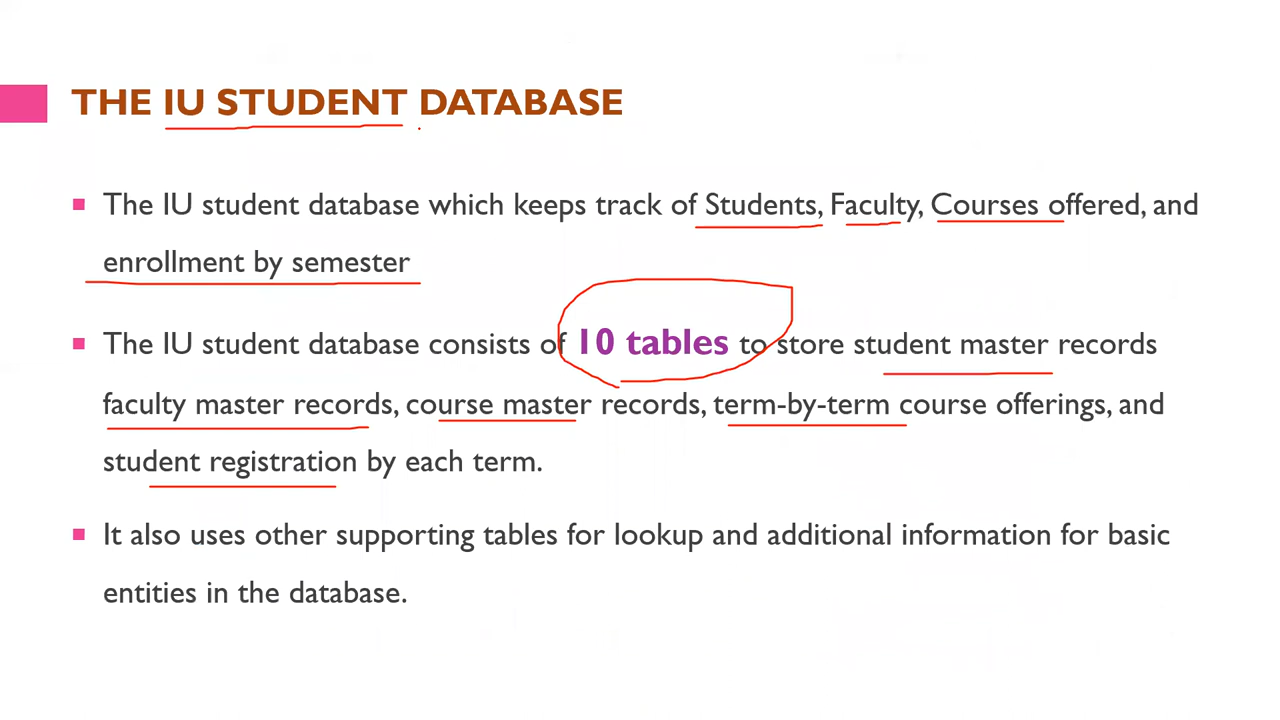 THE IU STUDENT DATABASE
The IU student database which keeps track of Students, Faculty, Courses offered, and
enrollment by semester
The IU student database consists of 10 tables to store student master records
faculty master records, course master records, term-by-term course offerings, and
student registration by each term.
It also uses other supporting tables for lookup and additional information for basic
entities in the database.